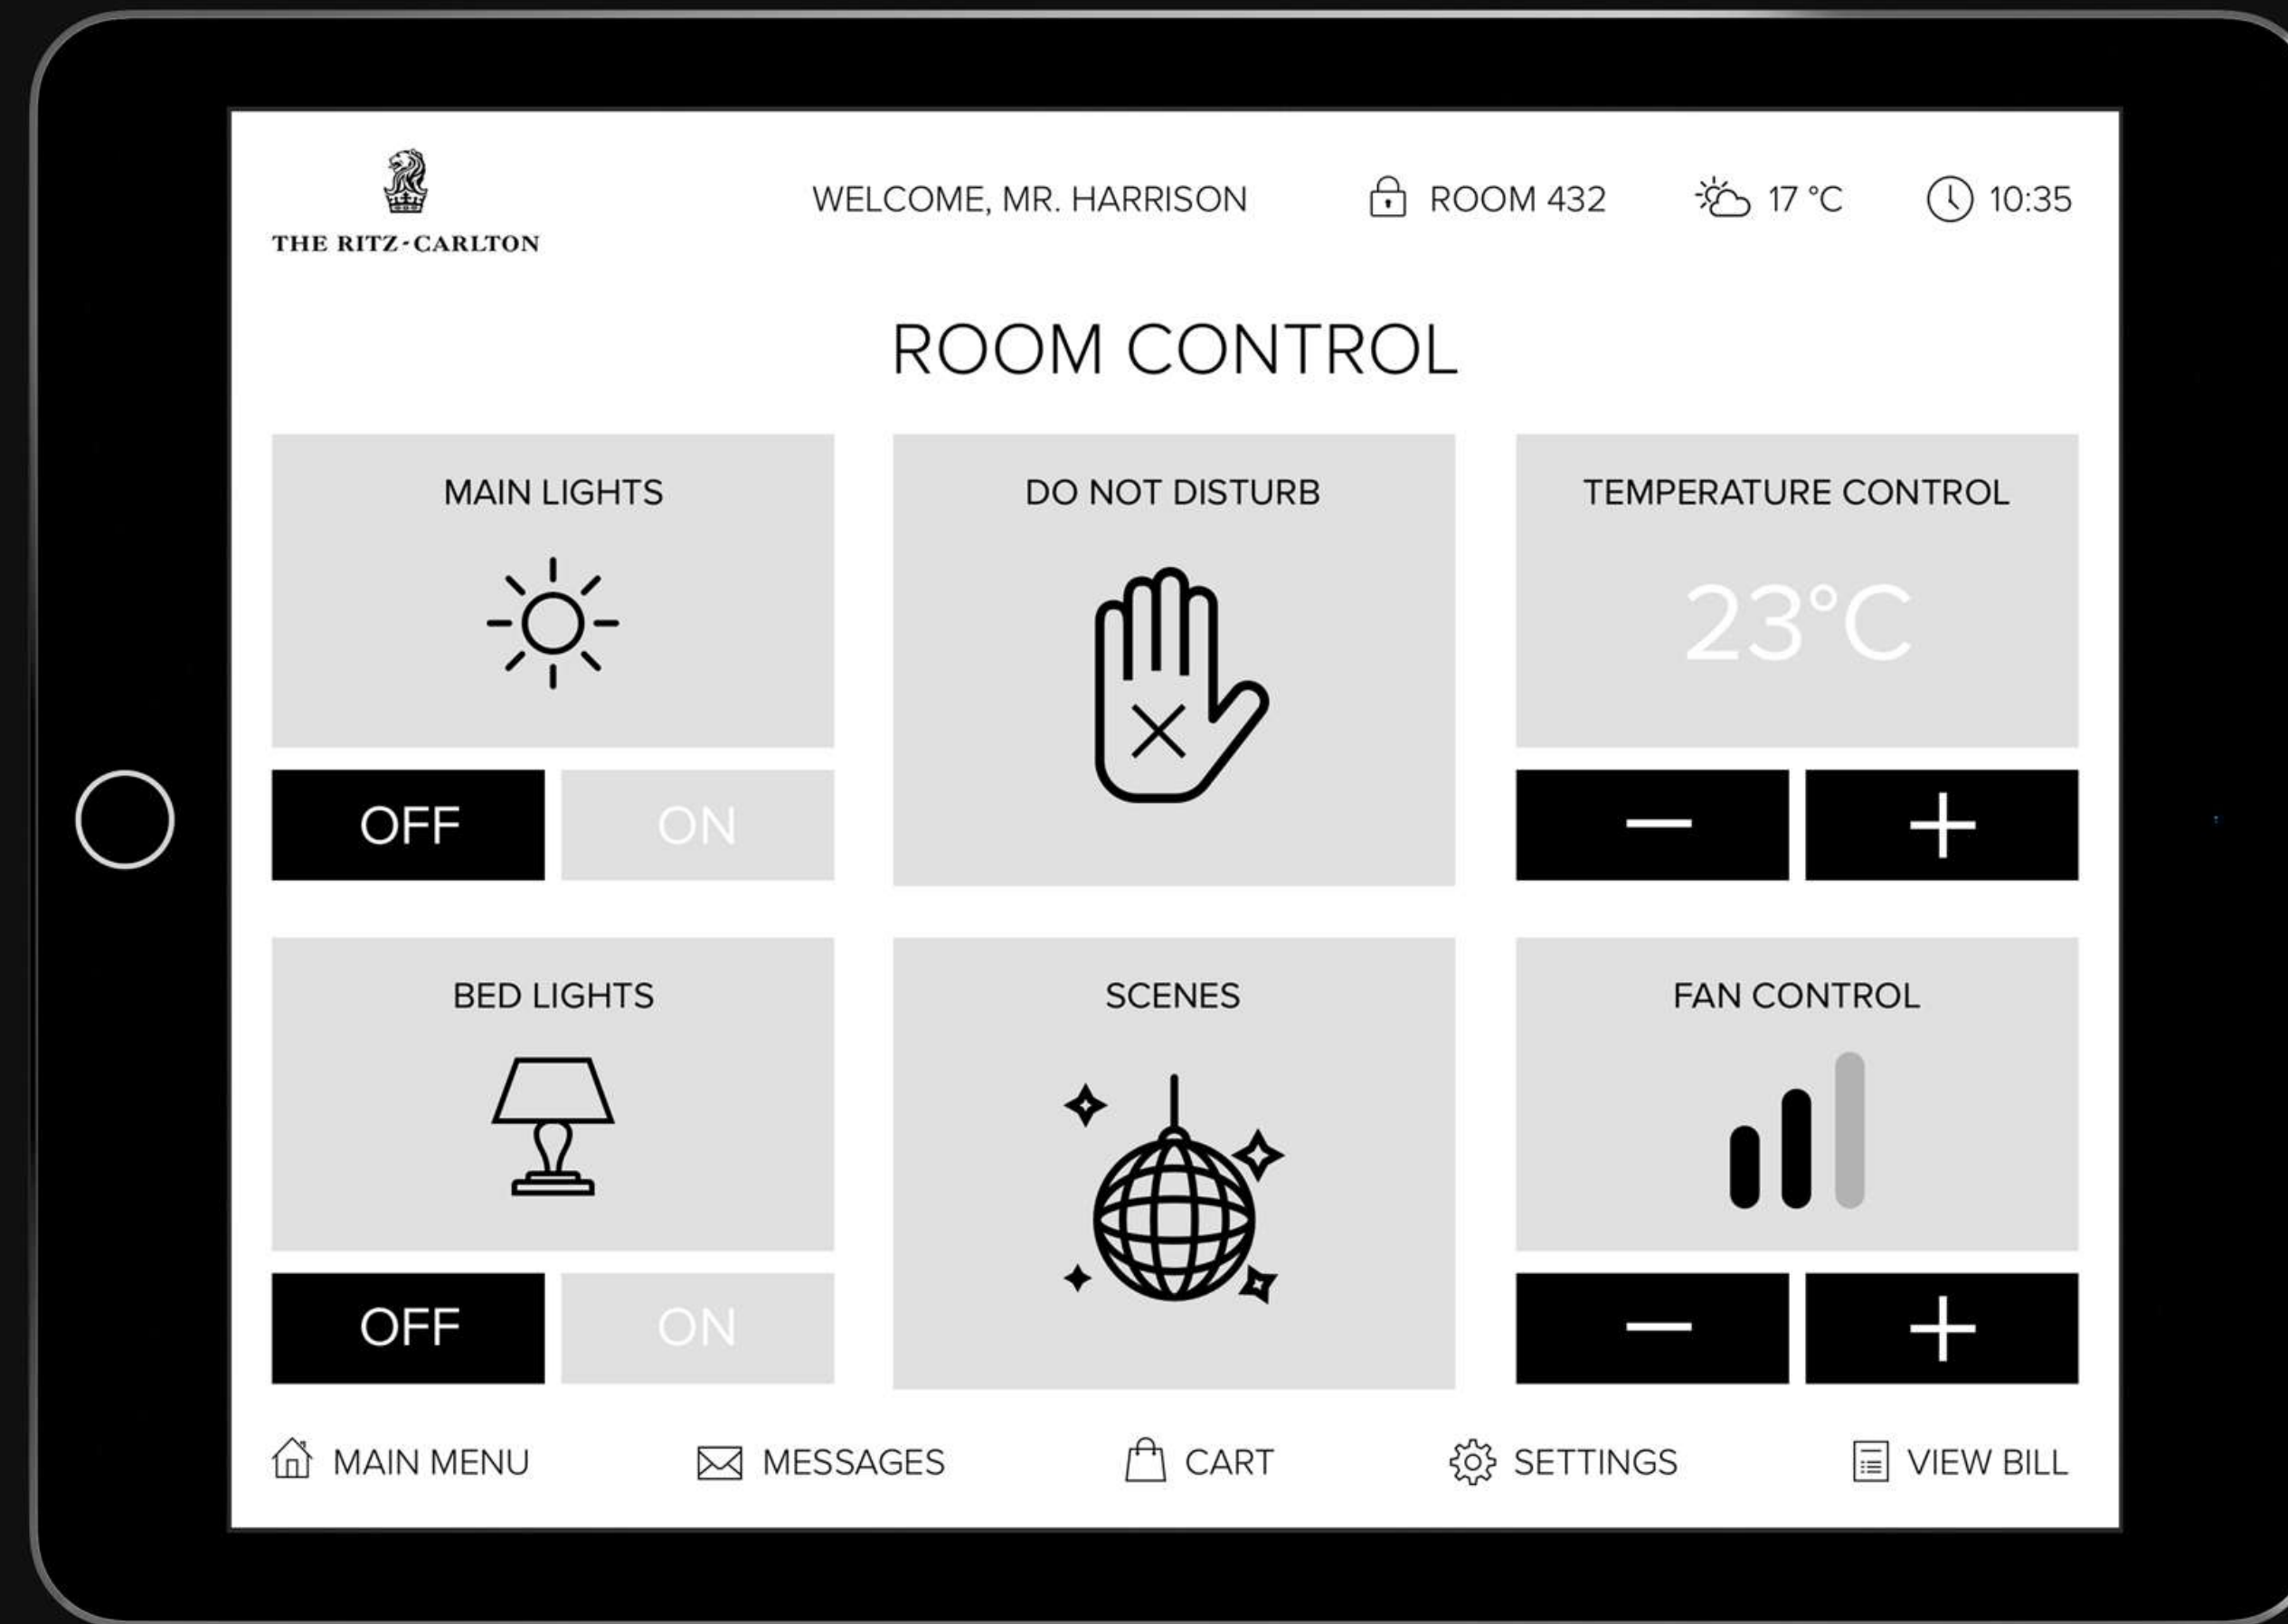 THE RITZ-CARLTON
WELCOME, MR. HARRISON
ROOM 432
17 °C
10:35
ROOM CONTROL
MAIN LIGHTS
DO NOT DISTURB
TEMPERATURE CONTROL
23°C
OFF
ON
BED LIGHTS
SCENES
FAN CONTROL
OFF
ON
MAIN MENU
MESSAGES
CART
SETTINGS
VIEW BILL